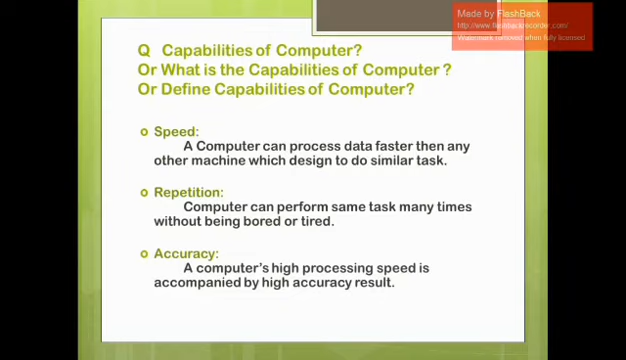 Made by FlashBack
http://www.flashbackrecorder.com/
Watermark removed when fully licensed
Q Capabilities of Computer?
Or What is the Capabilities of Computer ?
Or Define Capabilities of Computer?
Speed:
A Computer can process data faster then any
other machine which design to do similar task.
Repetition:
Computer can perform same task many times
without being bored or tired.
Accuracy:
A computer's high processing speed is
accompanied by high accuracy result.